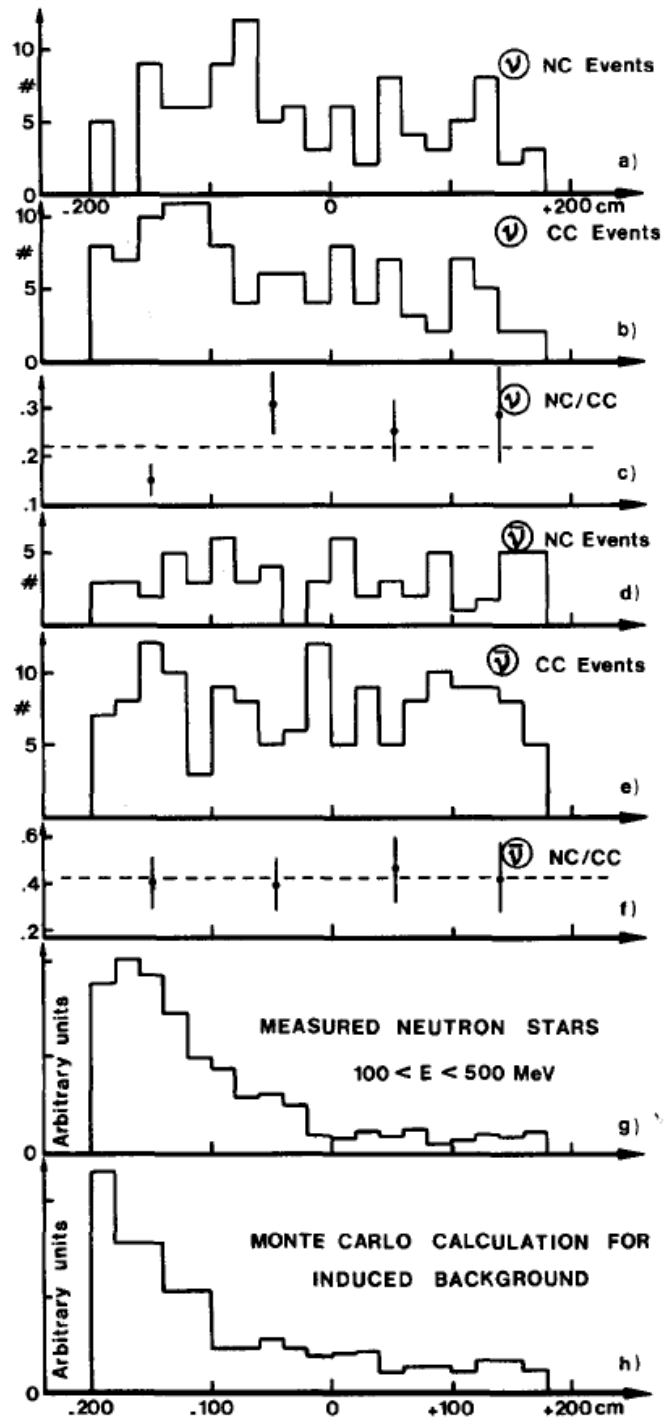 10
#
5
0
ν NC Events
a)
-200
0
+200 cm
10
#
5
0
ν CC Events
b)
.3
.2
.1
ν NC/CC
c)
5
#
ν̄ NC Events
d)
10
#
5
ν̄ CC Events
e)
.6
.4
.2
ν̄ NC/CC
f)
Arbitrary units
0
MEASURED NEUTRON STARS
100 < E < 500 MeV
g)
Arbitrary units
0
MONTE CARLO CALCULATION FOR
INDUCED BACKGROUND
h)
-200
-100
0
+100
+200 cm